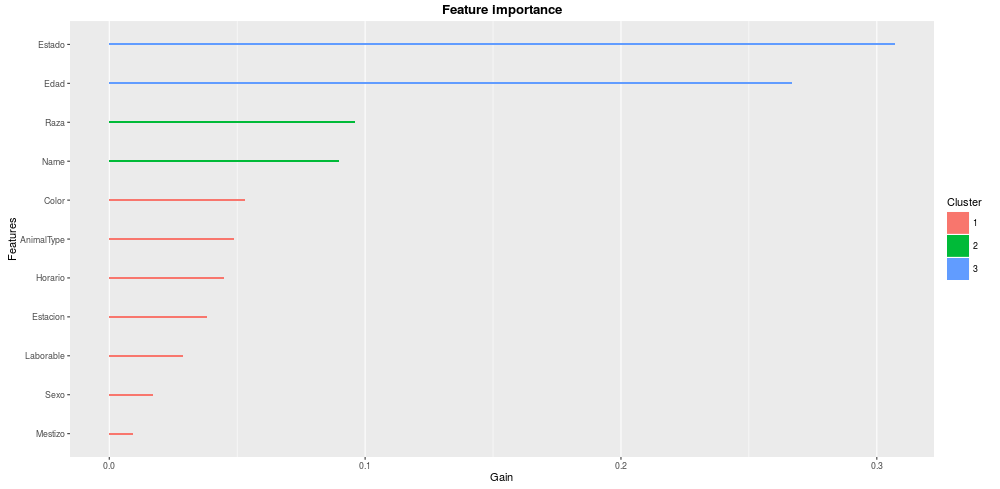 Feature importance
Features
Estado
Edad
Raza
Name
Color
AnimalType
Horario
Estacion
Laborable
Sexo
Mestizo
0.0 0.1 0.2 0.3
Gain
Cluster
1
2
3